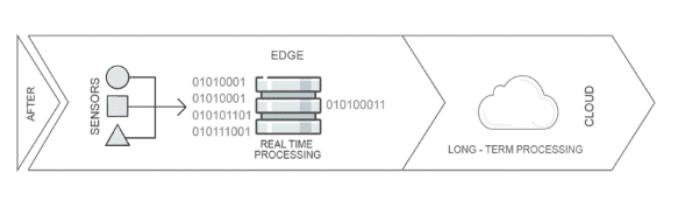 AFTER
SENSORS
EDGE
01010001
01010001
010101101
010111001
010100011
REAL TIME
PROCESSING
CLOUD
LONG - TERM PROCESSING